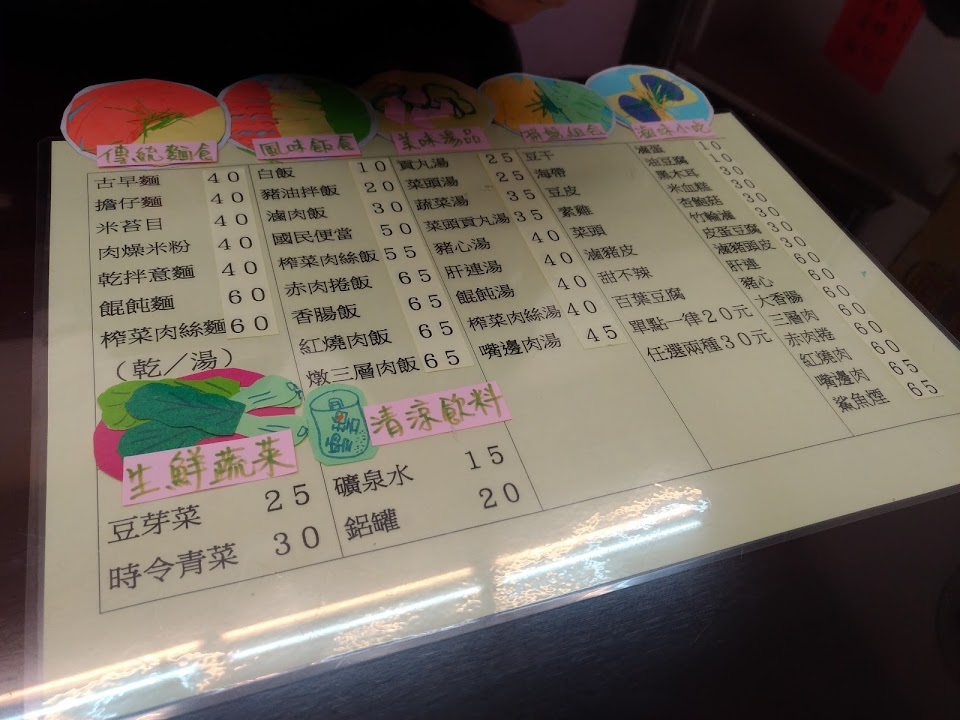 傳統麵食
古早麵 40
擔仔麵 40
米苔目 40
肉燥米粉 40
乾拌意麵 40
餛飩麵 60
榨菜肉絲麵 60
(乾／湯)
風味飯食
白飯 10
豬油拌飯 20
滷肉飯 30
國民便當 50
榨菜肉絲飯 55
赤肉捲飯 65
香腸飯 65
紅燒肉飯 65
燉三層肉飯 65
美味湯品
貢丸湯 25
菜頭湯 25
蔬菜湯 35
菜頭貢丸湯 35
豬心湯 40
肝連湯 40
餛飩湯 40
榨菜肉絲湯 40
嘴邊肉湯 45
組合
豆干
海帶
豆皮
素雞
菜頭
滷豬皮
甜不辣
百葉豆腐
單點一律20元
任選兩種30元
滷味小吃
滷蛋 10
油豆腐 10
黑木耳 30
米血糕 30
杏鮑菇 30
竹輪滷 30
皮蛋豆腐 30
滷豬頭皮 60
肝連 60
豬心 60
大香腸 60
三層肉 60
赤肉捲 60
紅燒肉 60
嘴邊肉 65
鯊魚煙 65
生鮮蔬菜
豆芽菜 25
時令青菜 30
清涼飲料
礦泉水 15
鋁罐 20